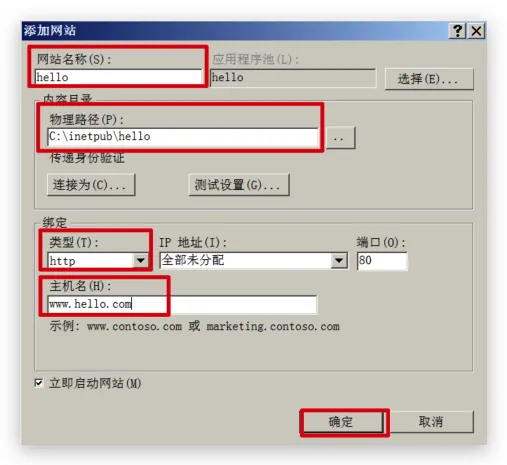 添加网站
网站名称(S): 应用程序池(L):
hello hello 选择(E)...
内容目录
物理路径(P):
C:\inetpub\hello ..
传递身份验证
连接为(C)... 测试设置(G)...
绑定
类型(T): IP 地址(I): 端口(O):
http 全部未分配 80
主机名(H):
www.hello.com
示例: www.contoso.com 或 marketing.contoso.com
立即启动网站(M)
确定 取消